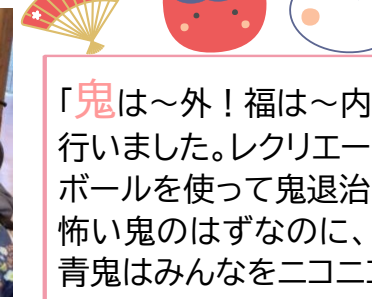 「鬼は～外！福は～内
行いました。レクリエー
ボールを使って鬼退治
怖い鬼のはずなのに、
青鬼はみんなをニコニコ